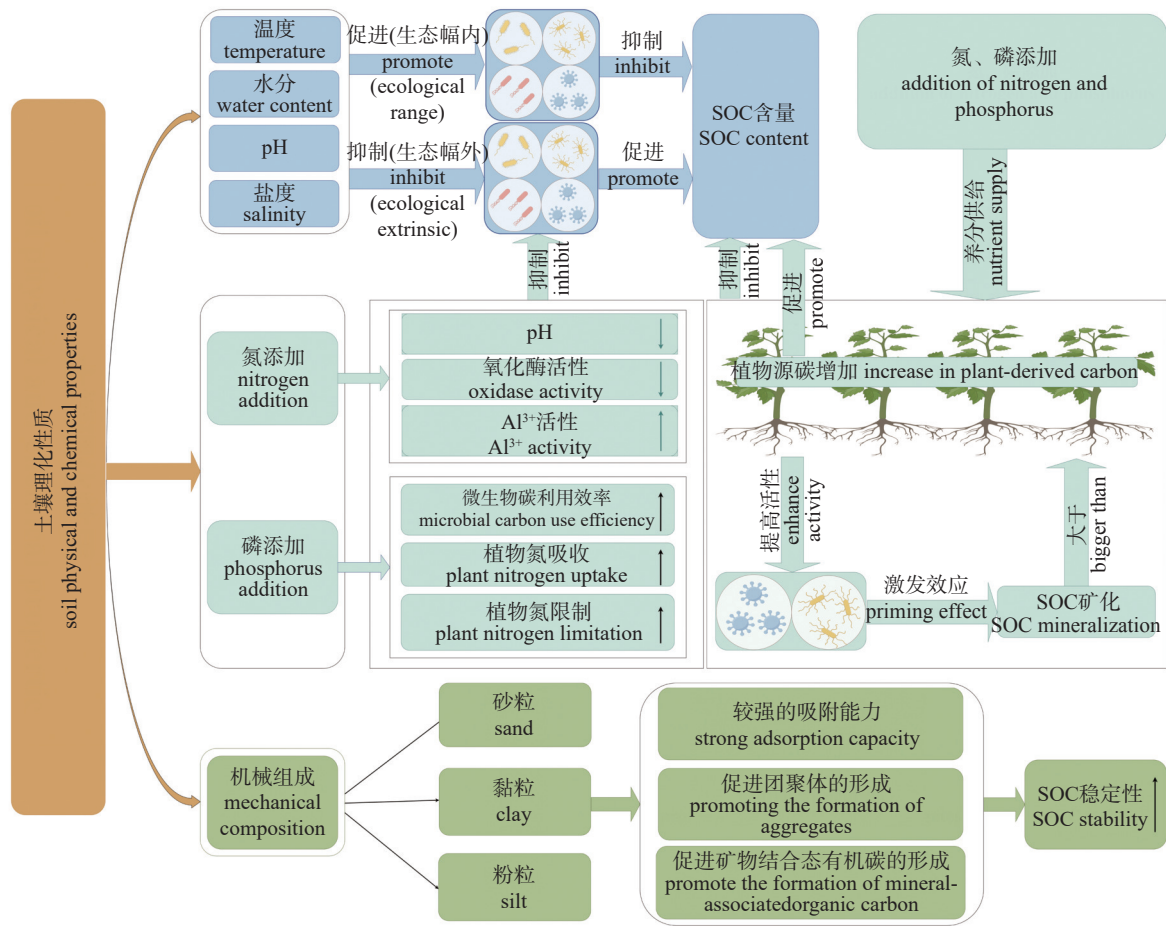 土壤理化性质
soil physical and chemical properties
温度
temperature
水分
water content
pH
盐度
salinity
促进(生态幅内)
promote
(ecological
range)
抑制(生态幅外)
inhibit
(ecological
extrinsic)
抑制
inhibit
促进
promote
SOC含量
SOC content
氮、磷添加
addition of nitrogen and
phosphorus
养分供给
nutrient supply
抑制
inhibit
抑制
inhibit
促进
promote
氮添加
nitrogen
addition
pH
氧化酶活性
oxidase activity
Al³⁺活性
Al³⁺ activity
磷添加
phosphorus
addition
微生物碳利用效率
microbial carbon use efficiency
植物氮吸收
plant nitrogen uptake
植物氮限制
plant nitrogen limitation
植物源碳增加 increase in plant-derived carbon
提高活性
enhance
activity
激发效应
priming effect
SOC矿化
SOC mineralization
大于
bigger than
机械组成
mechanical
composition
砂粒
sand
黏粒
clay
粉粒
silt
较强的吸附能力
strong adsorption capacity
促进团聚体的形成
promoting the formation of
aggregates
促进矿物结合态有机碳的形成
promote the formation of mineral-
associatedorganic carbon
SOC稳定性
SOC stability